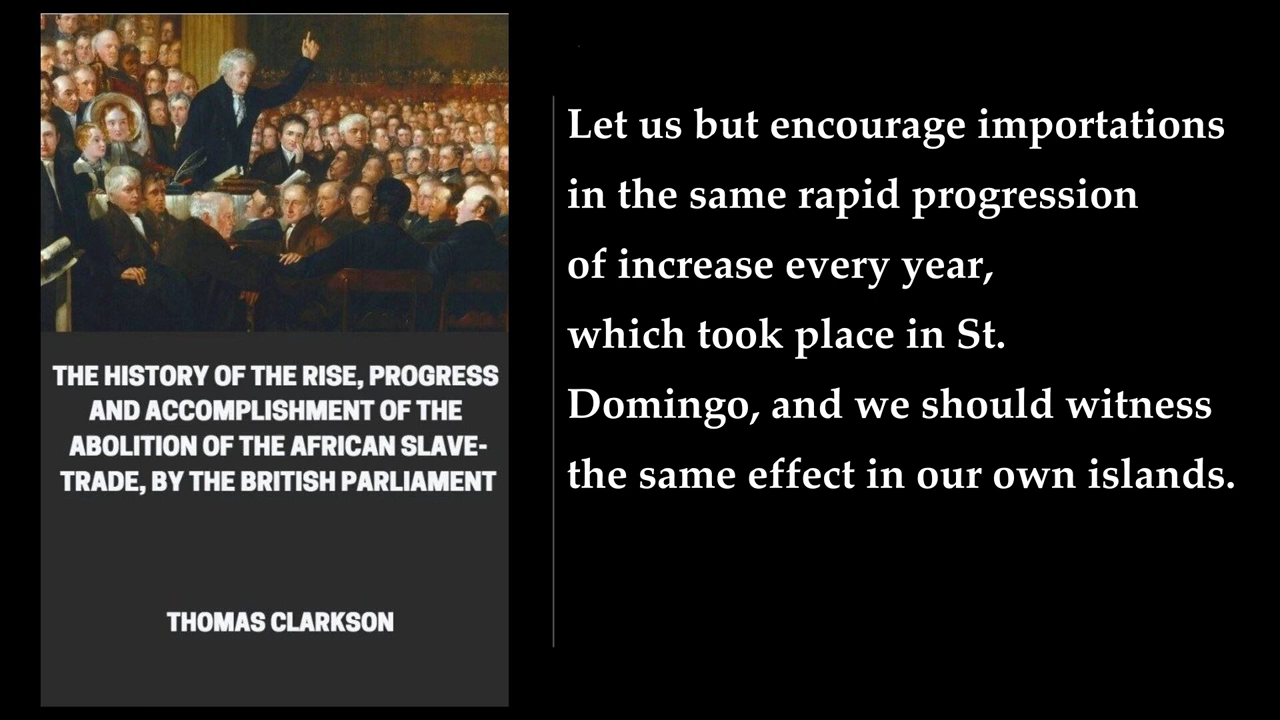 THE HISTORY OF THE RISE, PROGRESS
AND ACCOMPLISHMENT OF THE
ABOLITION OF THE AFRICAN SLAVE-
TRADE, BY THE BRITISH PARLIAMENT
THOMAS CLARKSON
Let us but encourage importations
in the same rapid progression
of increase every year,
which took place in St.
Domingo, and we should witness
the same effect in our own islands.